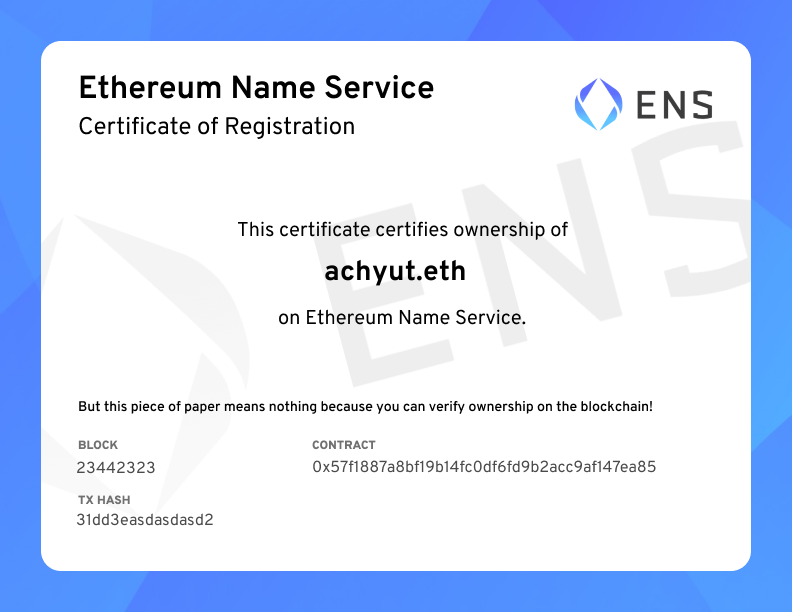 Ethereum Name Service
Certificate of Registration
ENS
This certificate certifies ownership of
achyut.eth
on Ethereum Name Service.
ENS
But this piece of paper means nothing because you can verify ownership on the blockchain!
BLOCK
23442323
CONTRACT
0x57f1887a8bf19b14fc0df6fd9b2acc9af147ea85
TX HASH
31dd3easdasdasd2